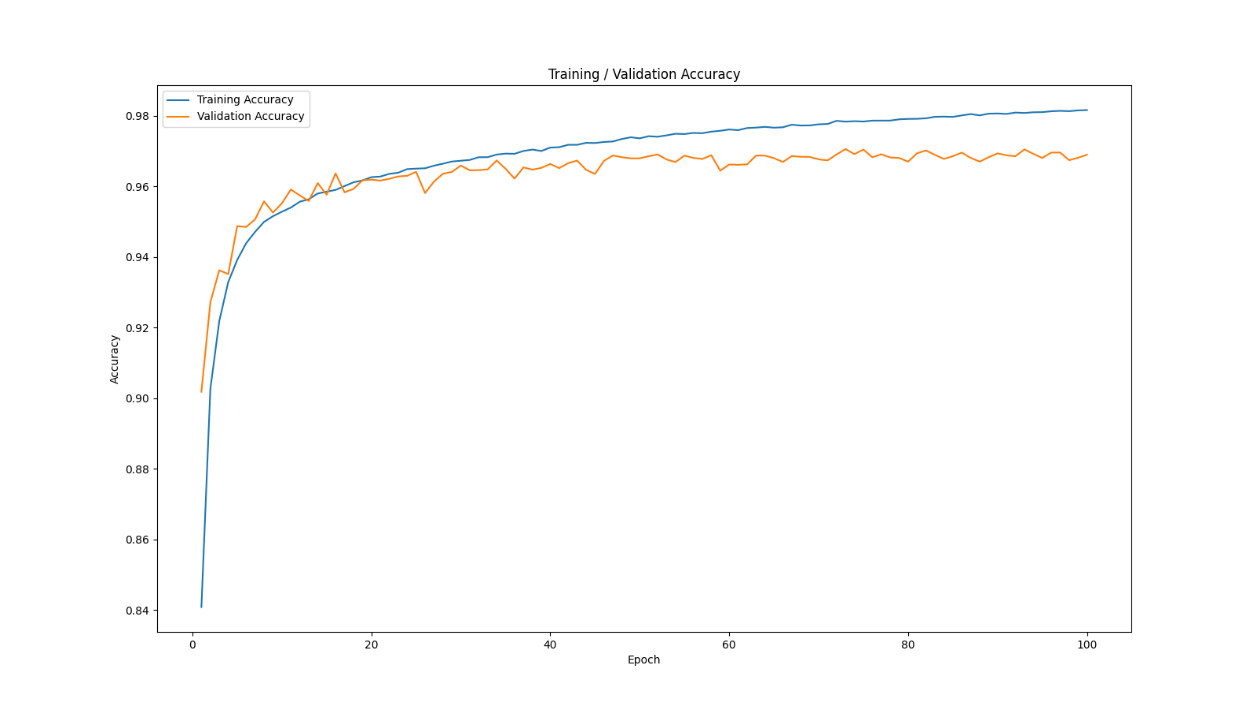 Training / Validation Accuracy
Training Accuracy
Validation Accuracy
0.98
0.96
0.94
0.92
0.90
0.88
0.86
0.84
Accuracy
0 20 40 60 80 100
Epoch